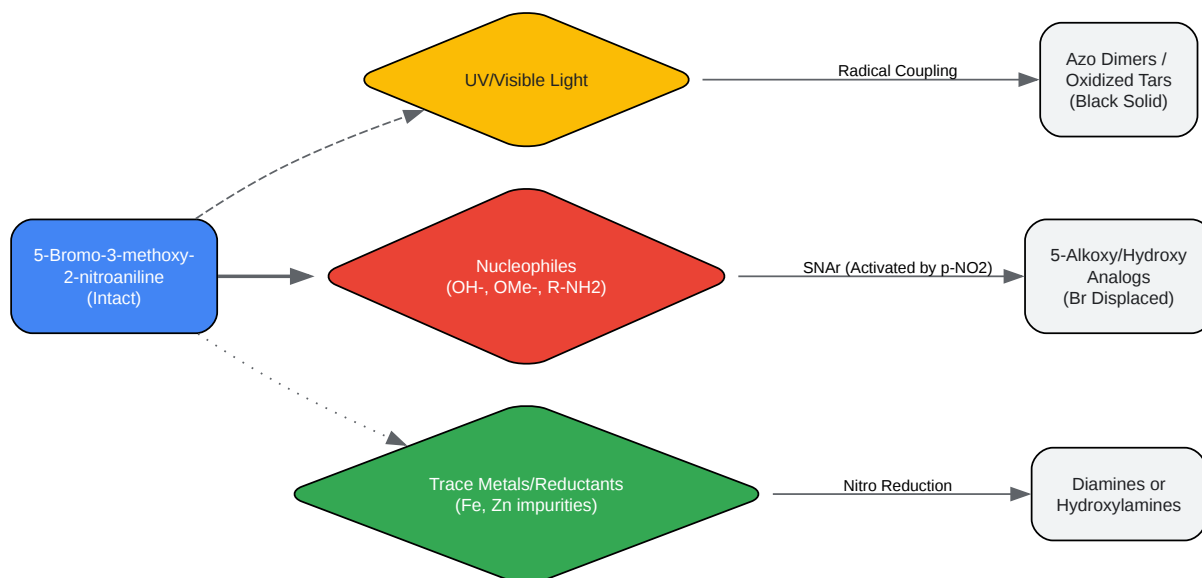 UV/Visible Light
Radical Coupling
Azo Dimers /
Oxidized Tars
(Black Solid)
5-Bromo-3-methoxy-
2-nitroaniline
(Intact)
Nucleophiles
(OH-, OMe-, R-NH2)
SNAr (Activated by p-NO2)
5-Alkoxy/Hydroxy
Analogs
(Br Displaced)
Trace Metals/Reductants
(Fe, Zn impurities)
Nitro Reduction
Diamines or
Hydroxylamines